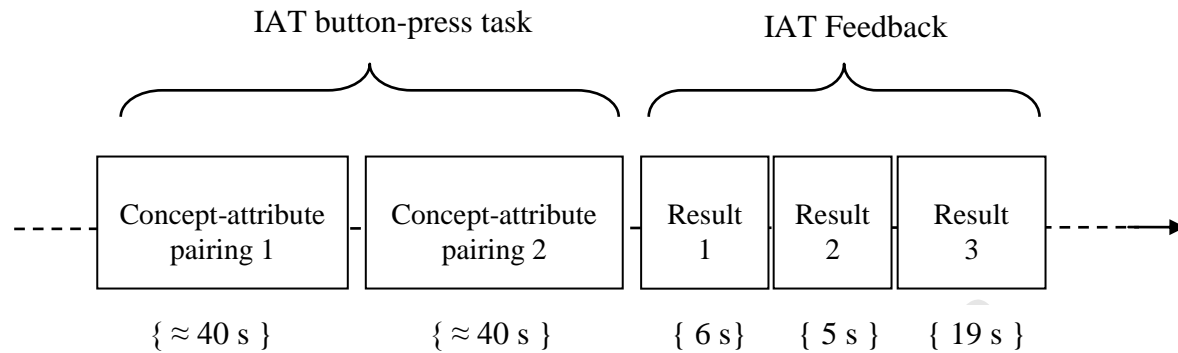 IAT button-press task
IAT Feedback
Concept-attribute
pairing 1
Concept-attribute
pairing 2
Result
1
Result
2
Result
3
{ ≈ 40 s }
{ ≈ 40 s }
{ 6 s}
{ 5 s }
{ 19 s }